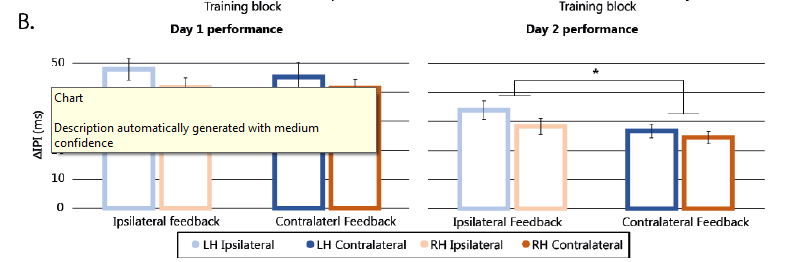 Training block Training block
B.
Day 1 performance Day 2 performance
50
Chart
Description automatically generated with medium
confidence
ΔIPI (ms)
10
0
*
Ipsilateral feedback Contralaterl Feedback Ipsilateral Feedback Contralateral Feedback
LH Ipsilateral LH Contralateral RH Ipsilateral RH Contralateral